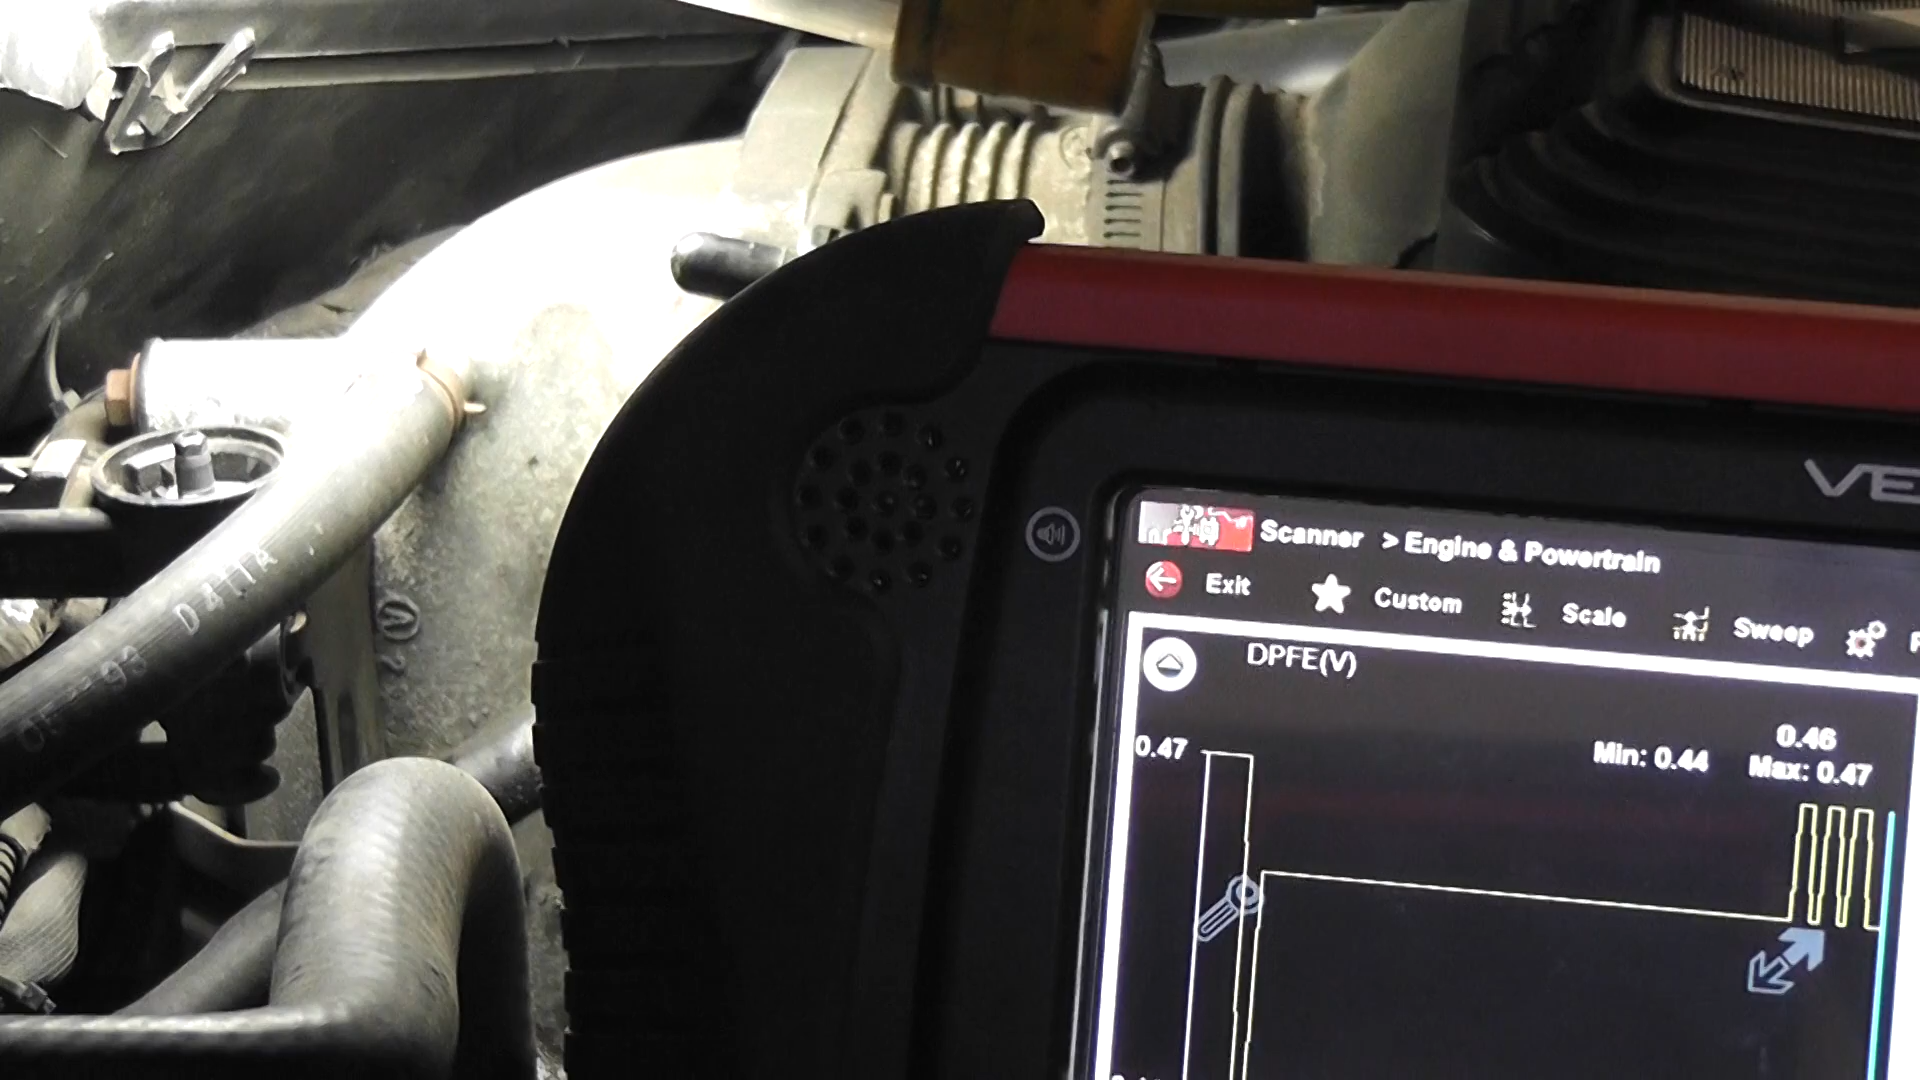 VE
Scanner > Engine & Powertrain
Exit Custom Scale Sweep
DPFE(V)
0.46
0.47 Min: 0.44 Max: 0.47